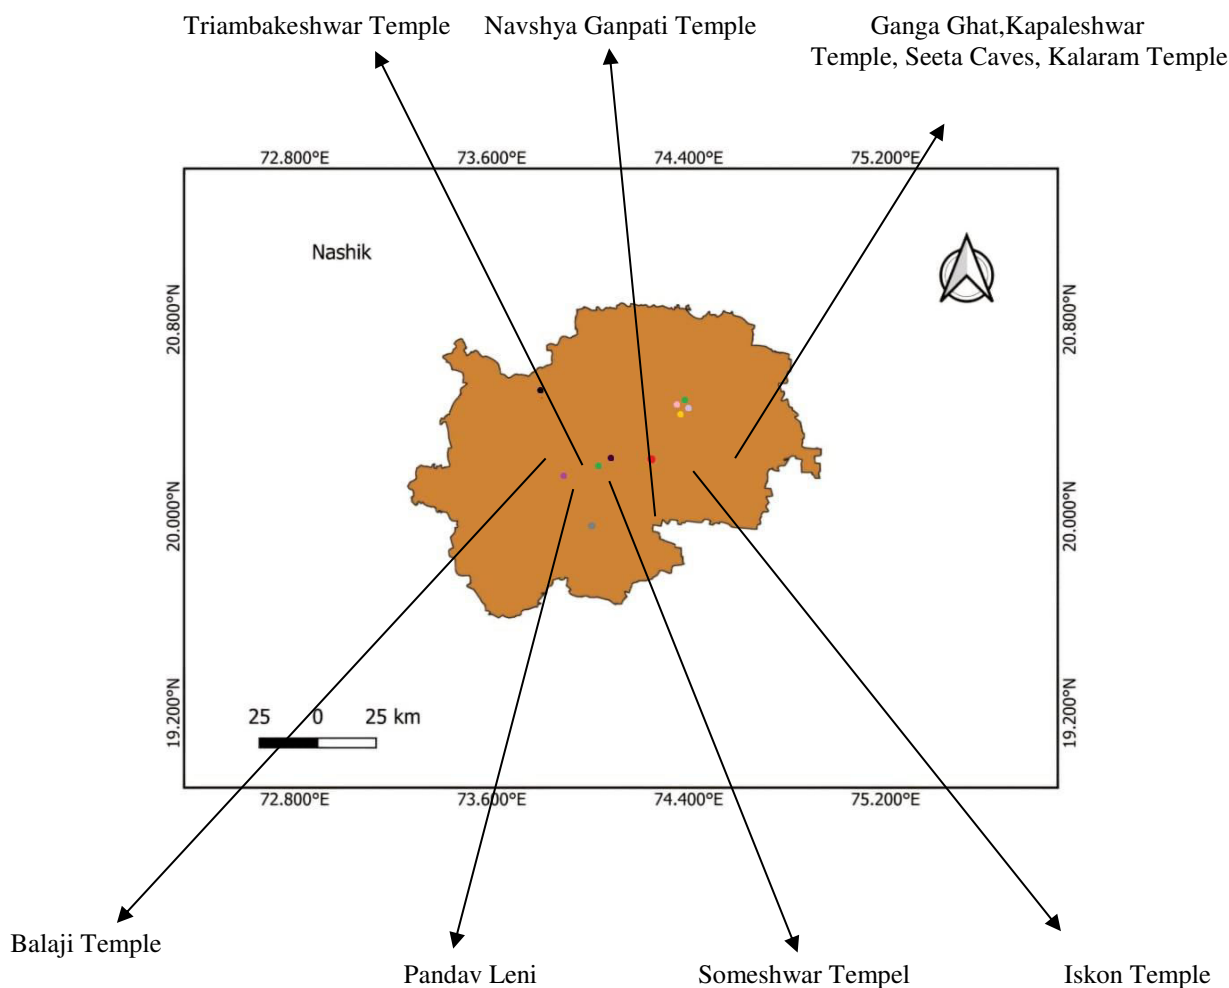 Triambakeshwar Temple
Navshya Ganpati Temple
Ganga Ghat,Kapaleshwar
Temple, Seeta Caves, Kalaram Temple
72.800°E
73.600°E
74.400°E
75.200°E
Nashik
20.800°N
20.800°N
20.000°N
20.000°N
19.200°N
19.200°N
25 0 25 km
72.800°E
73.600°E
74.400°E
75.200°E
Balaji Temple
Pandav Leni
Someshwar Tempel
Iskon Temple